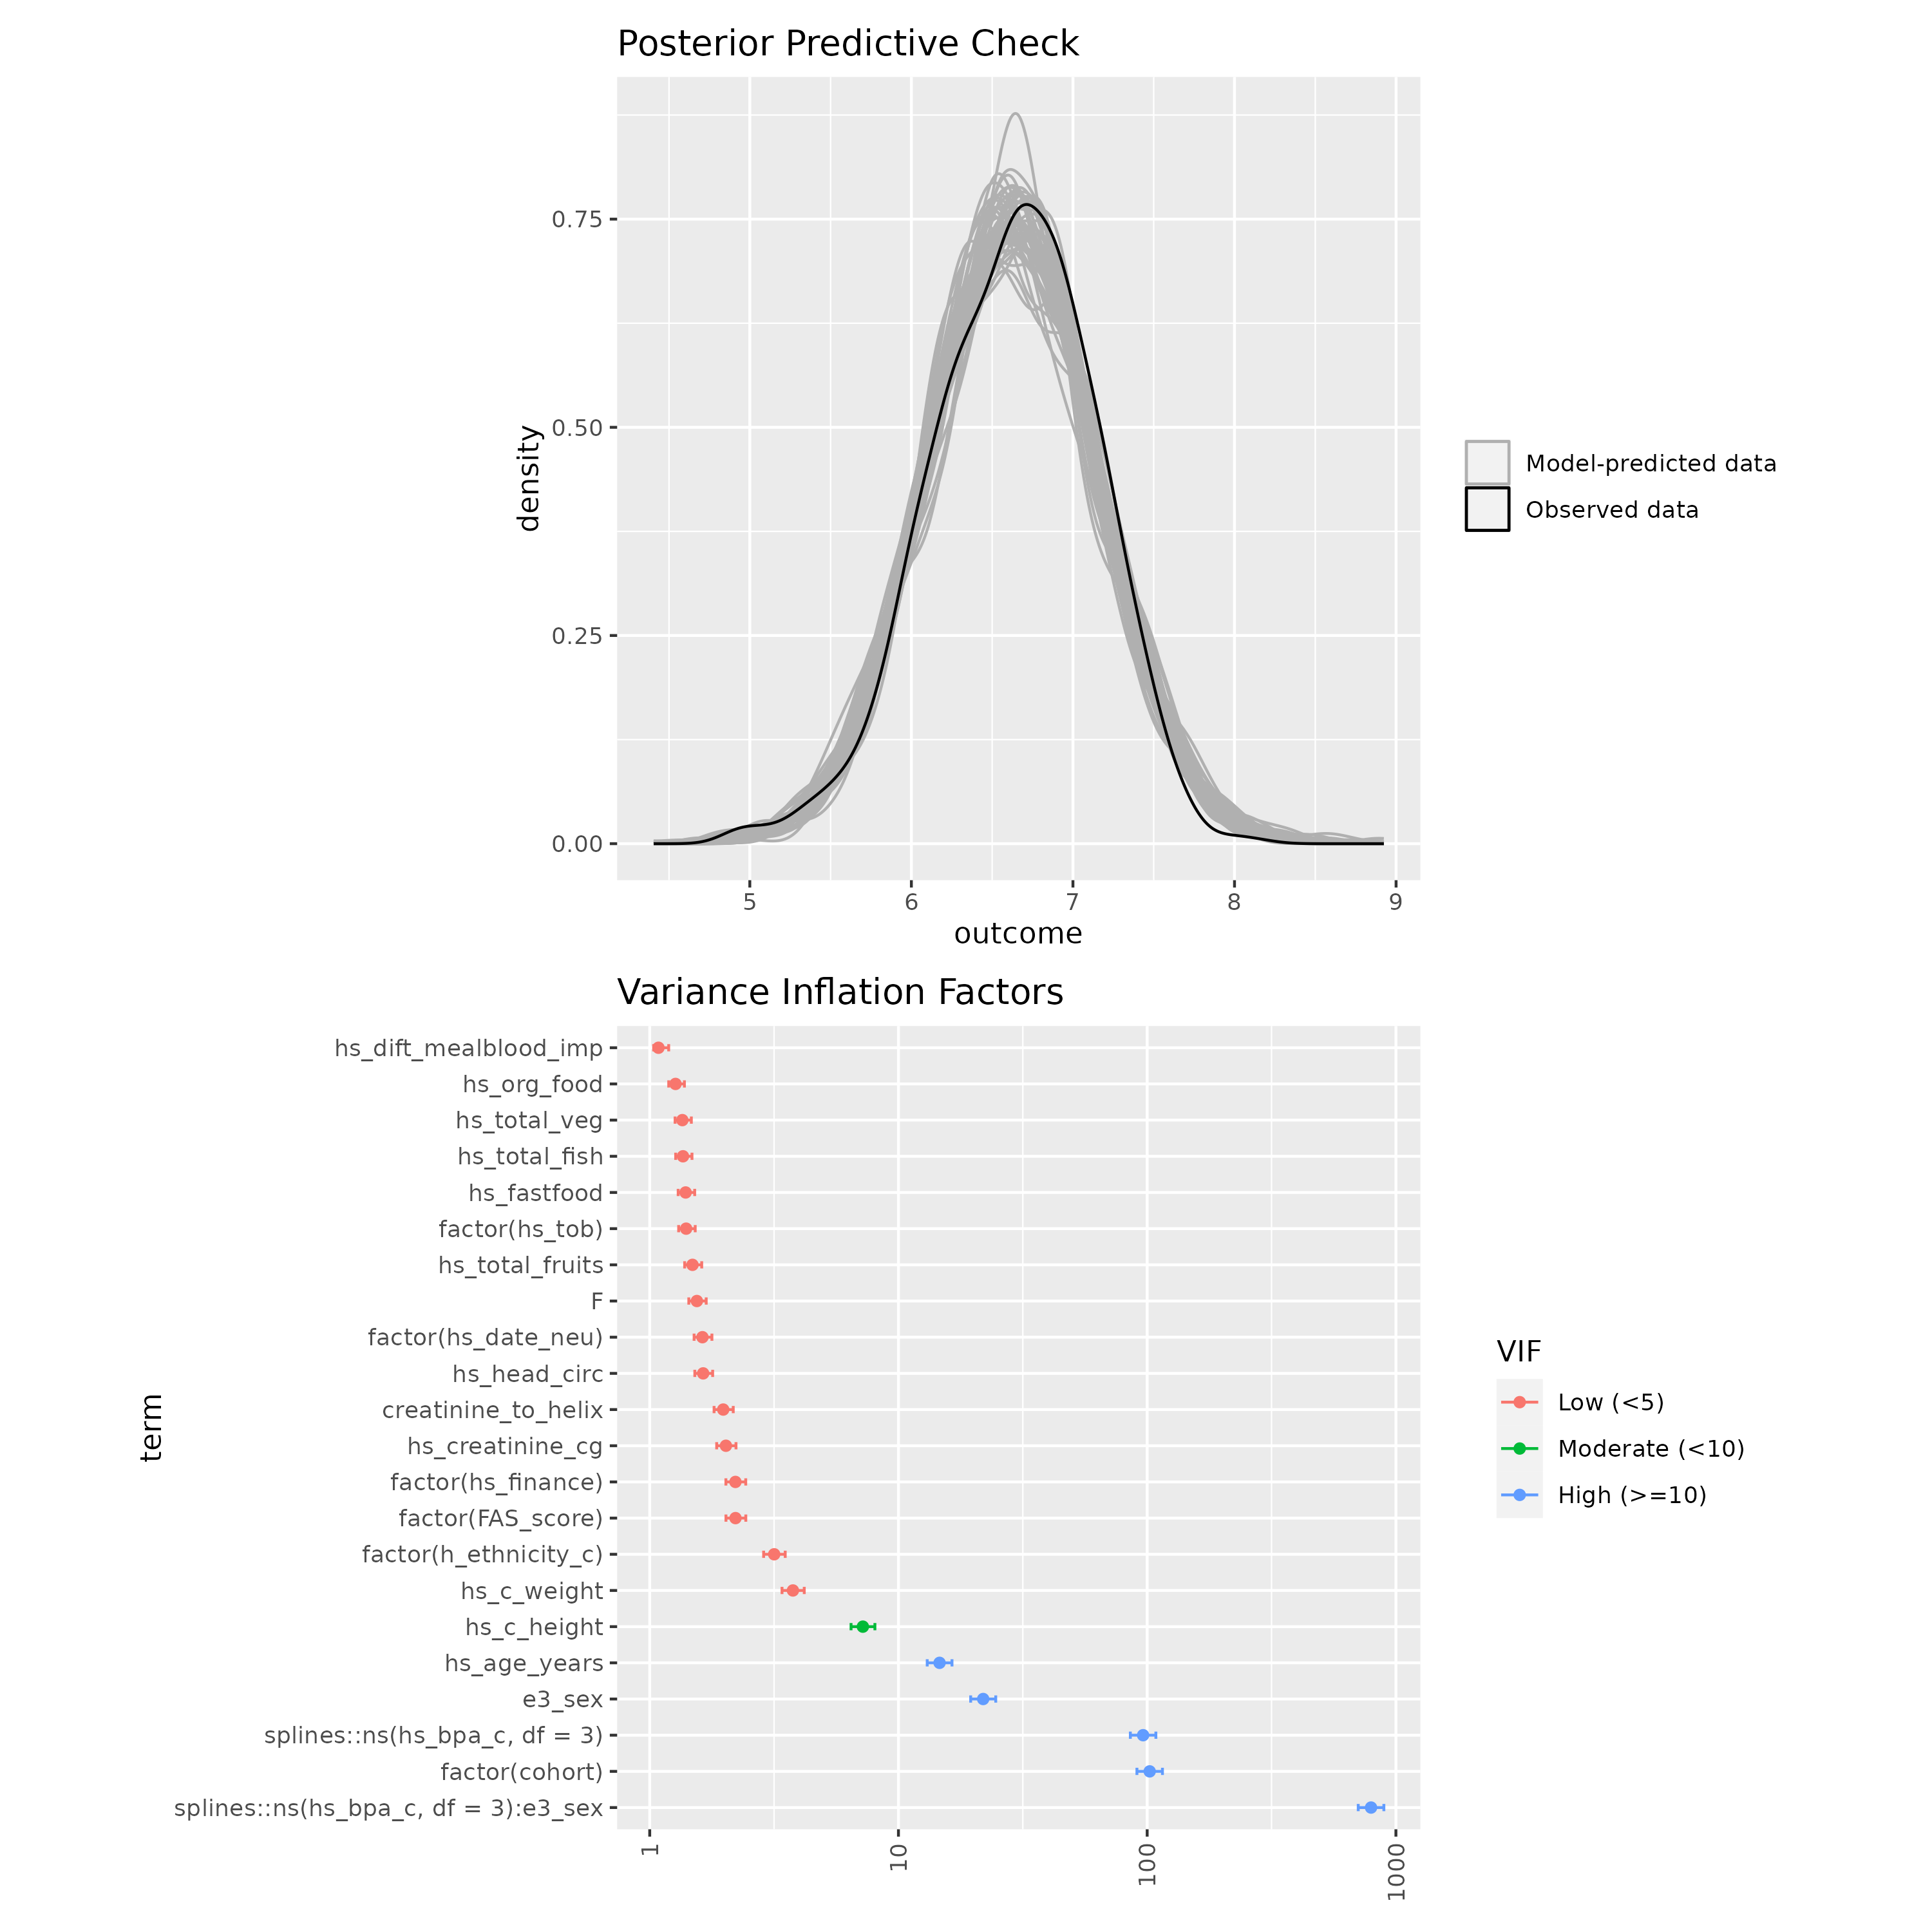 Posterior Predictive Check
density
0.75
0.50
0.25
0.00
5 6 7 8 9
outcome
Model-predicted data
Observed data
Variance Inflation Factors
term
hs_dift_mealblood_imp
hs_org_food
hs_total_veg
hs_total_fish
hs_fastfood
factor(hs_tob)
hs_total_fruits
F
factor(hs_date_neu)
hs_head_circ
creatinine_to_helix
hs_creatinine_cg
factor(hs_finance)
factor(FAS_score)
factor(h_ethnicity_c)
hs_c_weight
hs_c_height
hs_age_years
e3_sex
splines::ns(hs_bpa_c, df = 3)
factor(cohort)
splines::ns(hs_bpa_c, df = 3):e3_sex
1 10 100 1000
VIF
Low (<5)
Moderate (<10)
High (>=10)